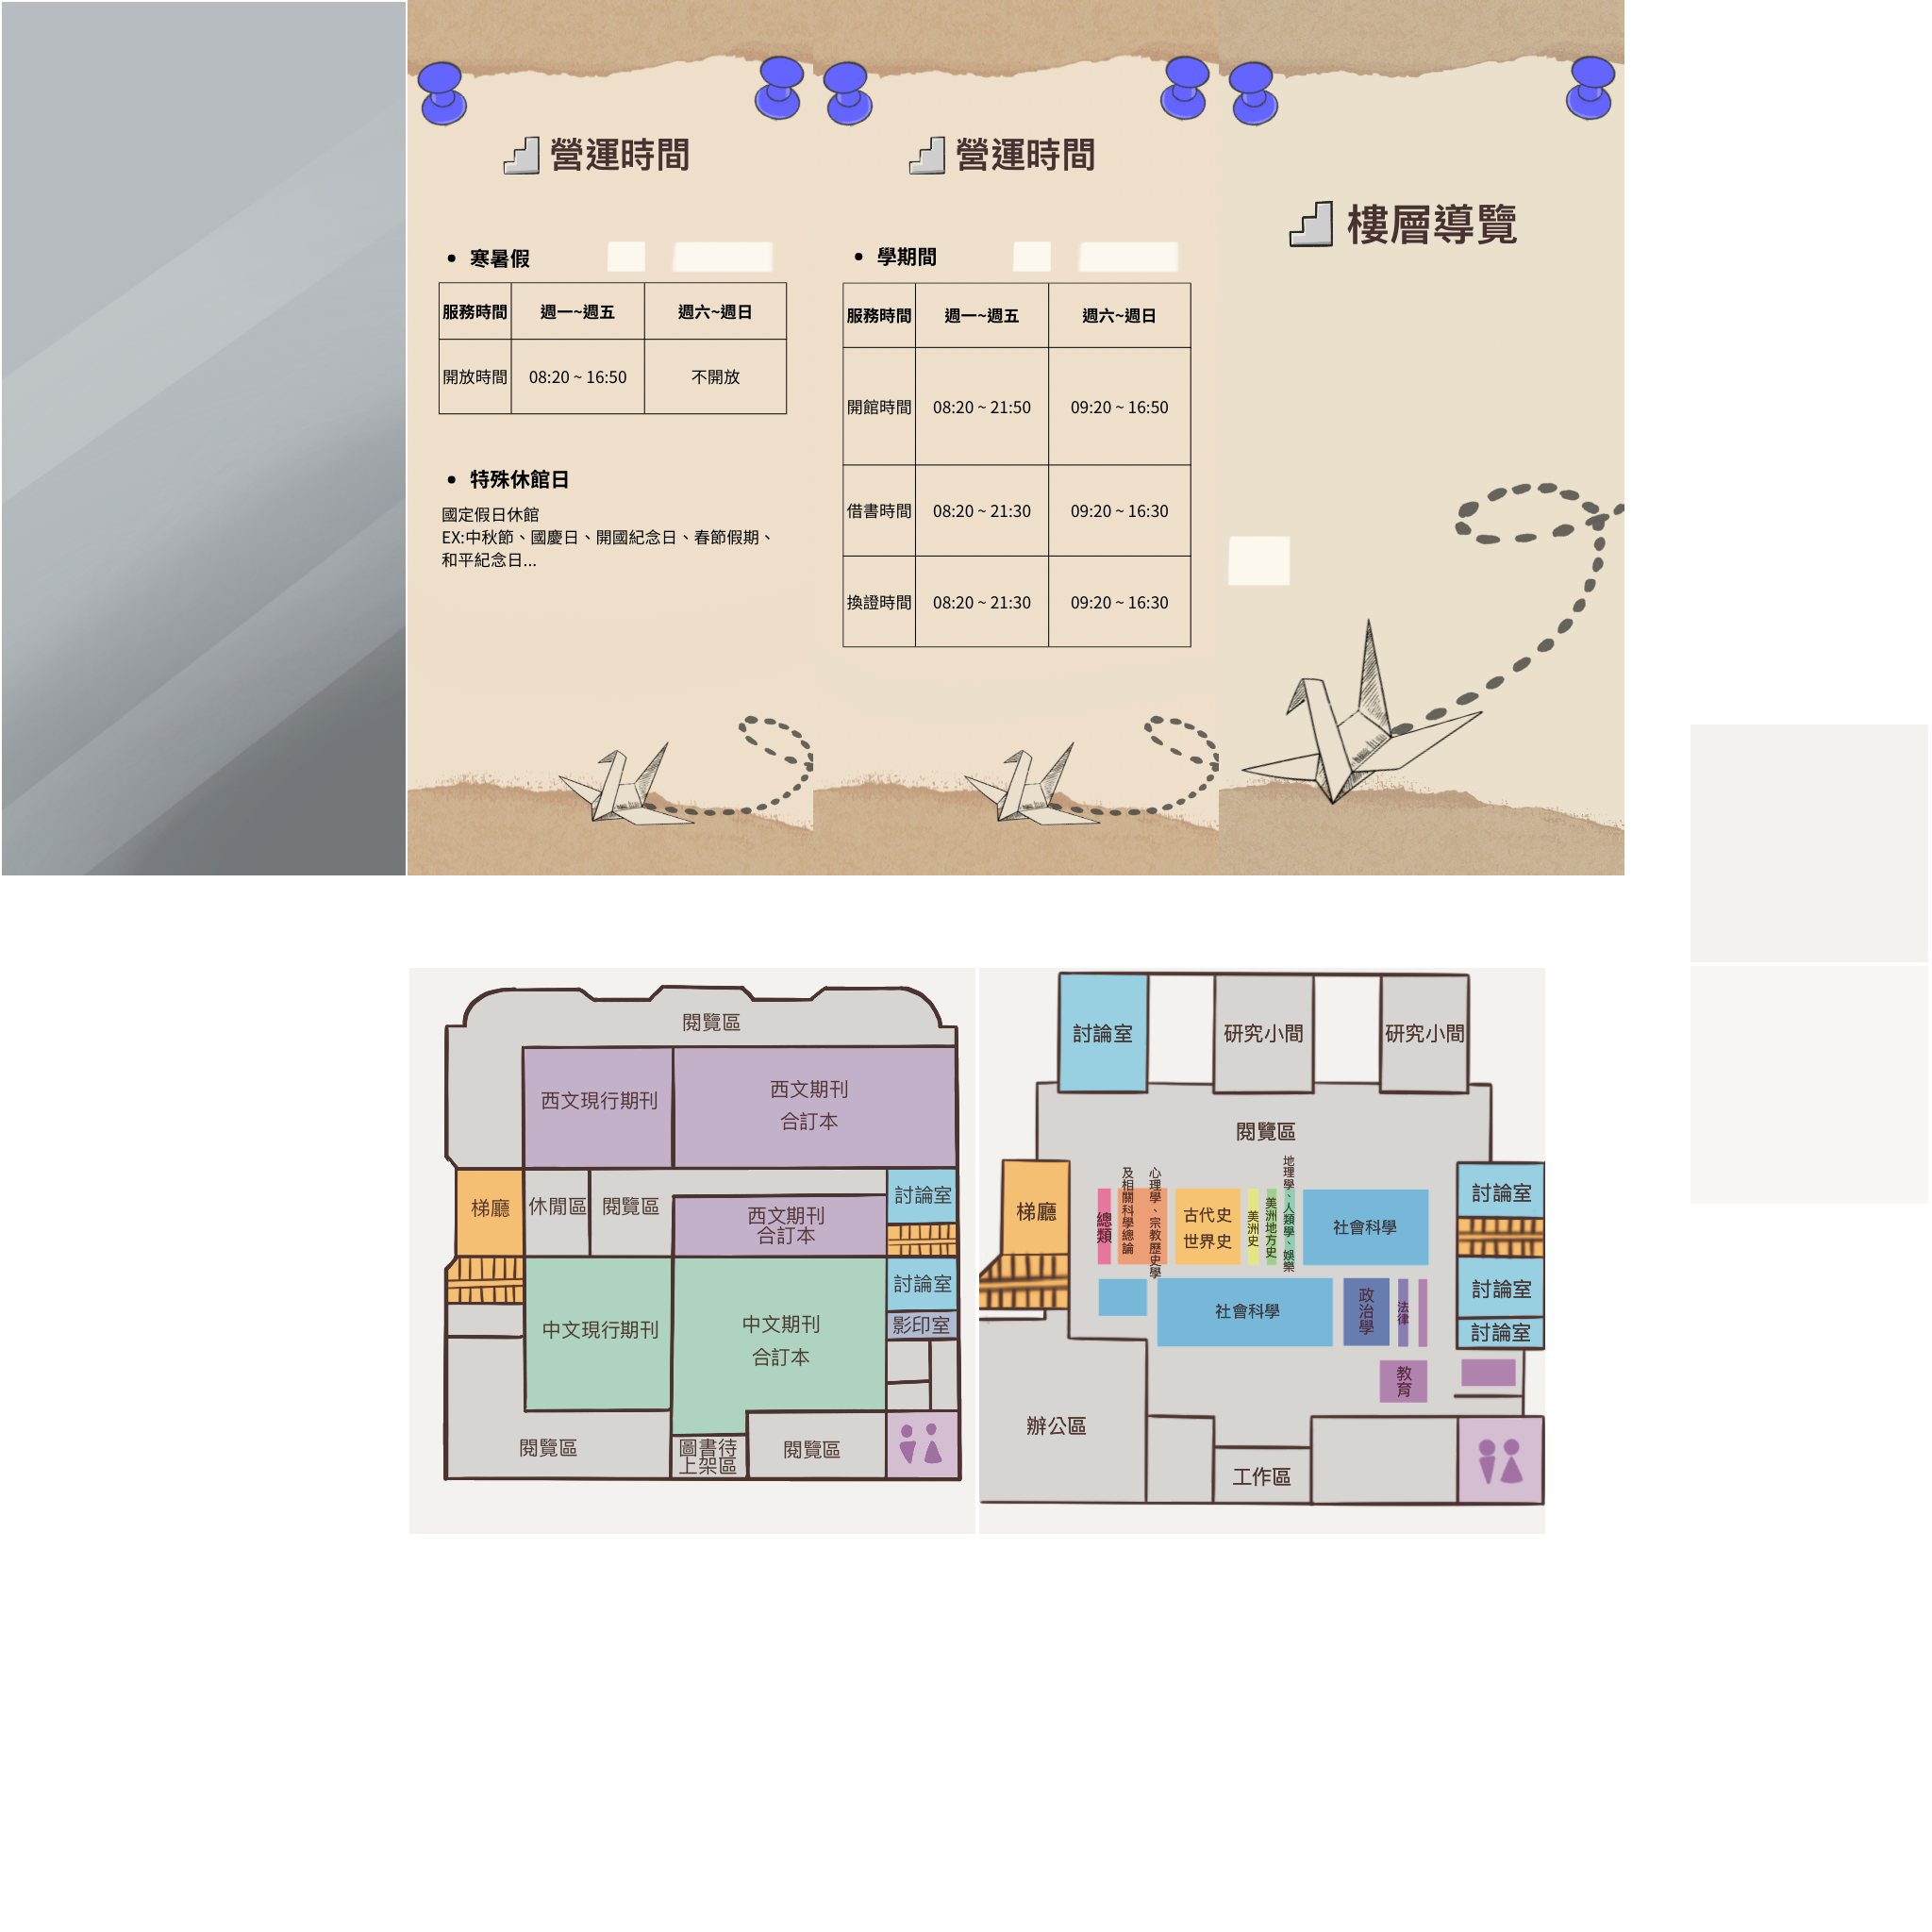 營運時間
寒暑假
服務時間 週一~週五 週六~週日
開放時間 08:20 ~ 16:50 不開放
特殊休館日
國定假日休館
EX:中秋節、國慶日、開國紀念日、春節假期、
和平紀念日...
營運時間
學期間
服務時間 週一~週五 週六~週日
開館時間 08:20 ~ 21:50 09:20 ~ 16:50
借書時間 08:20 ~ 21:30 09:20 ~ 16:30
換證時間 08:20 ~ 21:30 09:20 ~ 16:30
樓層導覽
閱覽區
西文現行期刊
西文期刊
合訂本
梯廳
休閒區
閱覽區
西文期刊
合訂本
討論室
討論室
影印室
中文現行期刊
中文期刊
合訂本
閱覽區
圖書待
上架區
閱覽區
討論室
研究小間
研究小間
閱覽區
梯廳
總類
及相關科學總論
心理學、宗教歷史學
古代史
世界史
美洲史
美洲地方史
地理學、人類學、娛樂
社會科學
討論室
社會科學
政治學
法律
討論室
討論室
教育
辦公區
工作區